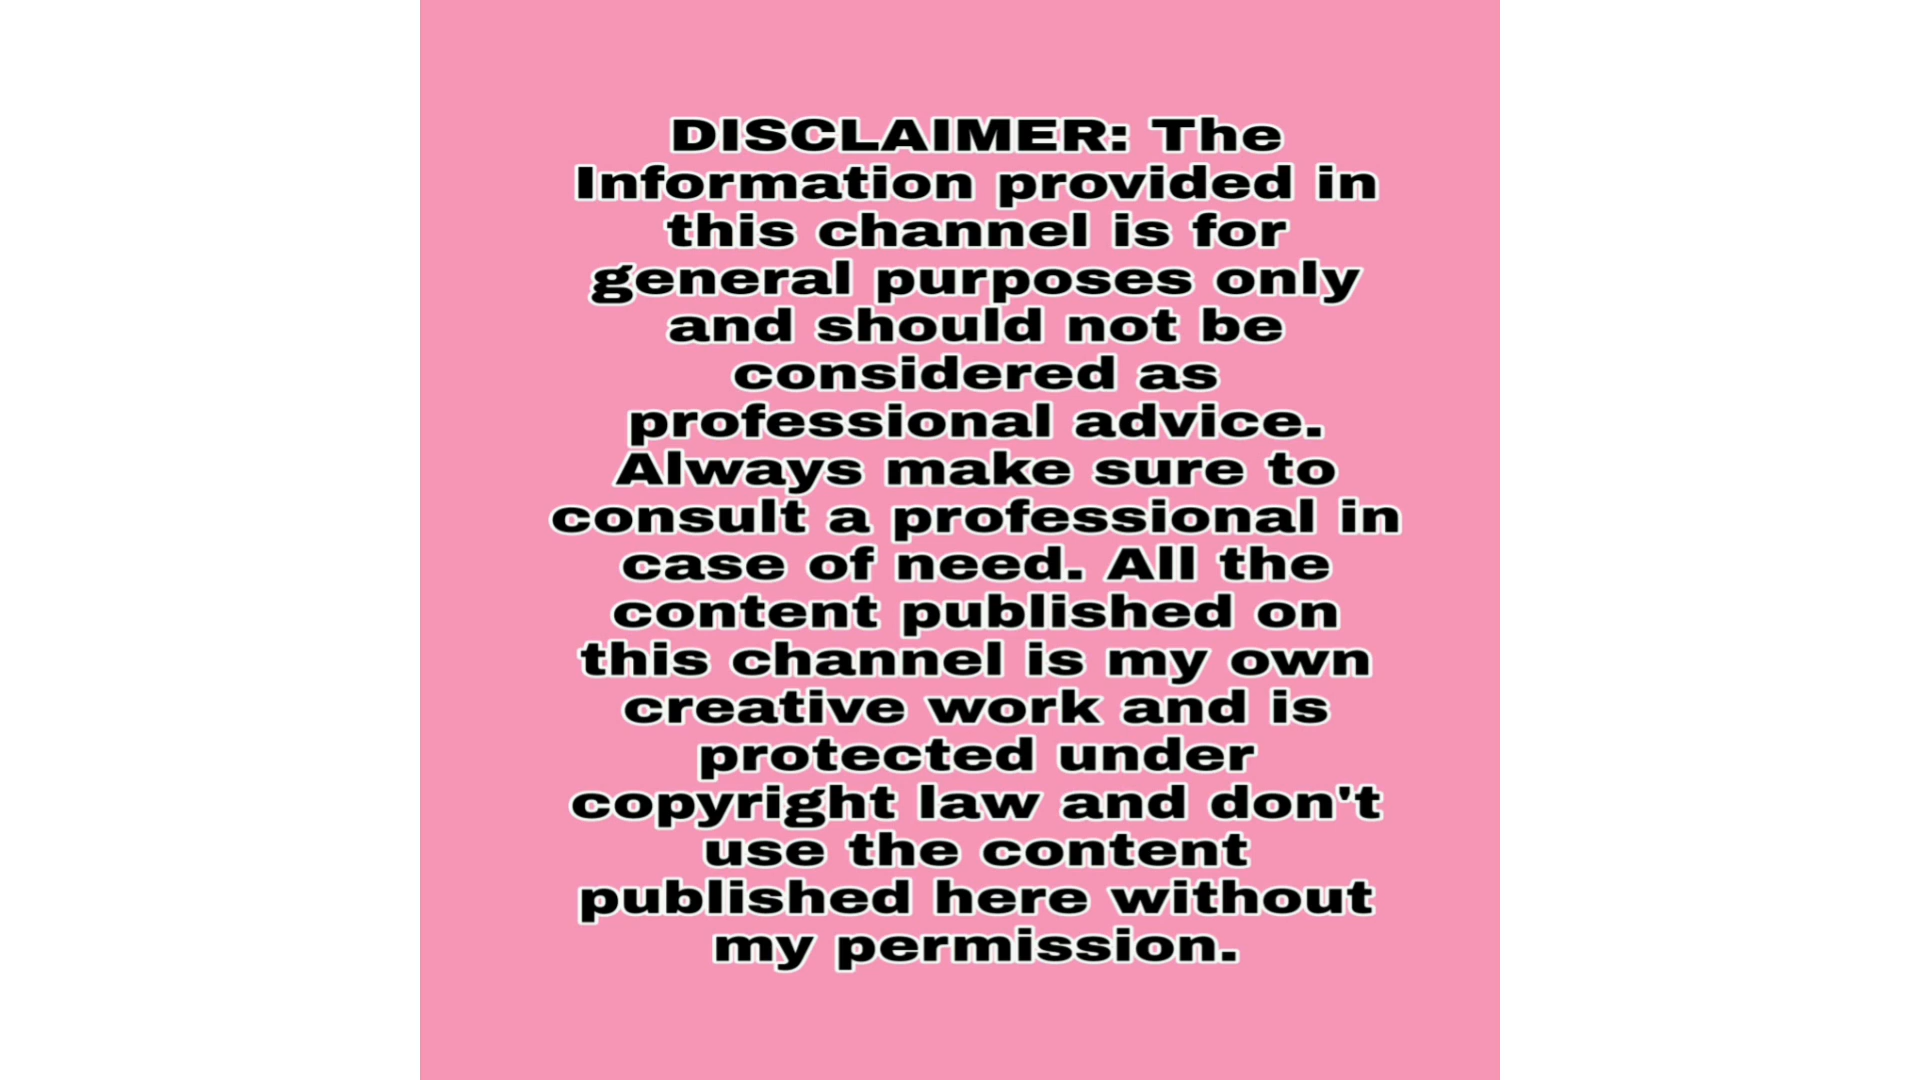 DISCLAIMER: The
Information provided in
this channel is for
general purposes only
and should not be
considered as
professional advice.
Always make sure to
consult a professional in
case of need. All the
content published on
this channel is my own
creative work and is
protected under
copyright law and don't
use the content
published here without
my permission.